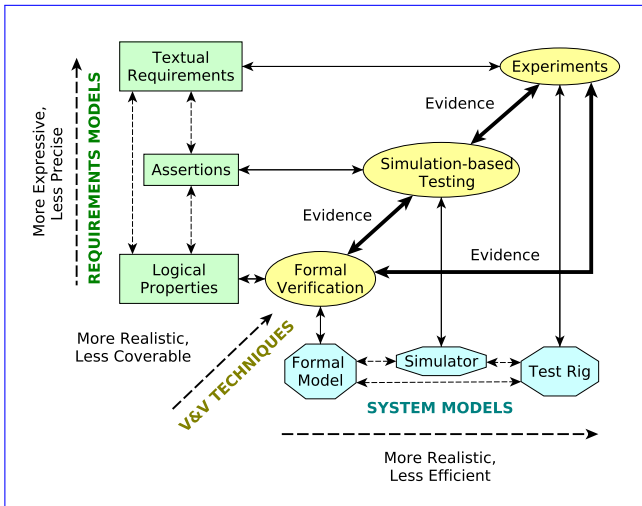 Textual
Requirements
Experiments
Evidence
More Expressive,
Less Precise
REQUIREMENTS MODELS
Assertions
Simulation-based
Testing
Evidence
Evidence
Logical
Properties
Formal
Verification
More Realistic,
Less Coverable
V&V TECHNIQUES
Formal
Model
Simulator
Test Rig
SYSTEM MODELS
More Realistic,
Less Efficient